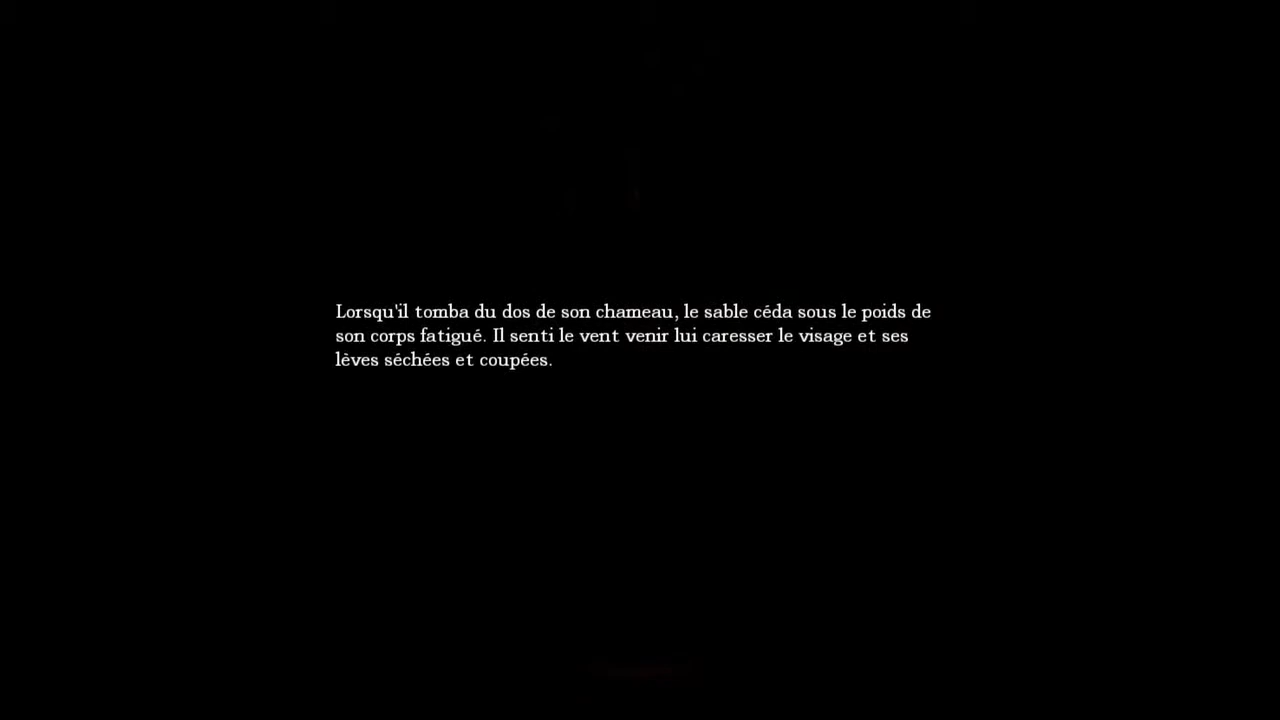 Lorsqu'il tomba du dos de son chameau, le sable céda sous le poids de
son corps fatigué. Il senti le vent venir lui caresser le visage et ses
lèves séchées et coupées.